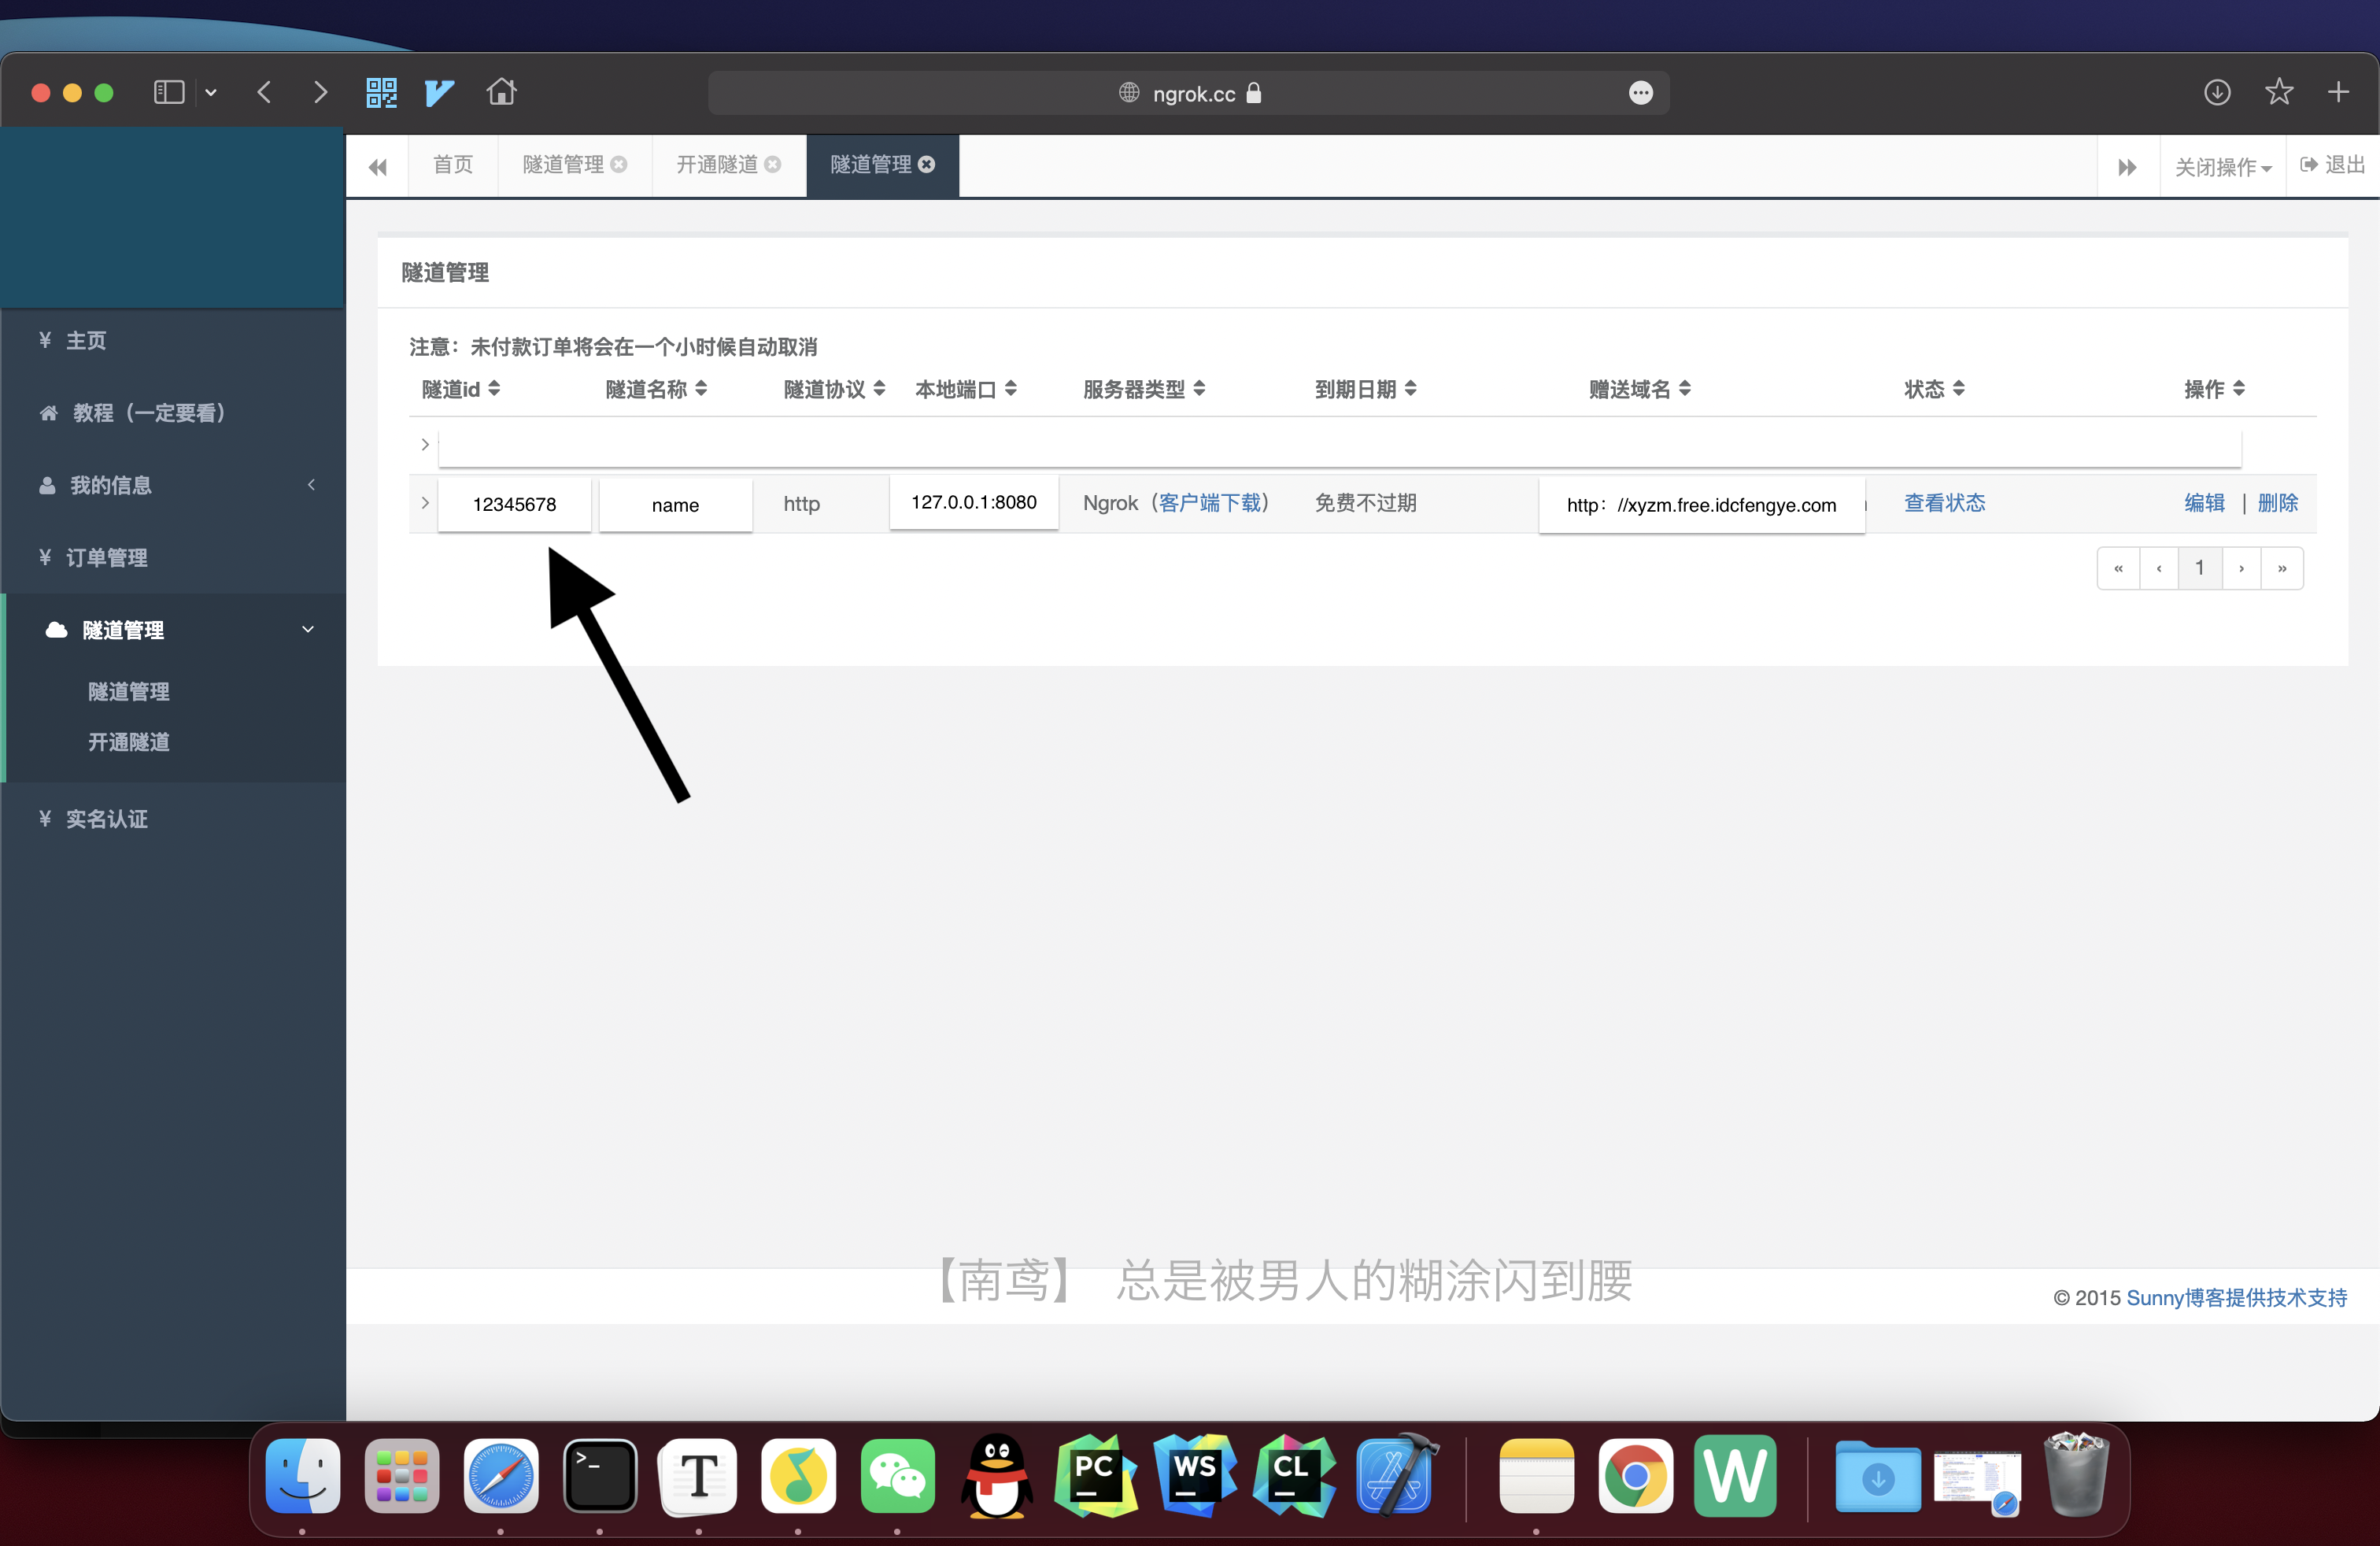 ngrok.cc
首页
隧道管理
开通隧道
隧道管理
关闭操作
退出
¥ 主页
教程（一定要看）
我的信息
¥ 订单管理
隧道管理
隧道管理
开通隧道
¥ 实名认证
隧道管理
注意：未付款订单将会在一个小时候自动取消
隧道id 隧道名称 隧道协议 本地端口 服务器类型 到期日期 赠送域名 状态 操作
12345678 name http 127.0.0.1:8080 Ngrok（客户端下载） 免费不过期 http：//xyzm.free.idcfengye.com 查看状态 编辑 | 删除
« ‹ 1 › »
【南鸢】 总是被男人的糊涂闪到腰
© 2015 Sunny博客提供技术支持
>_
T
PC
WS
CL
W